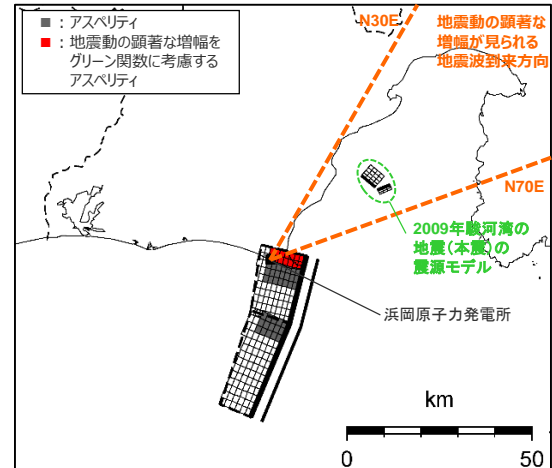 ■：アスペリティ
■：地震動の顕著な増幅を
グリーン関数に考慮する
アスペリティ
N30E
地震動の顕著な
増幅が見られる
地震波到来方向
N70E
2009年駿河湾の
地震（本震）の
震源モデル
浜岡原子力発電所
km
0
50